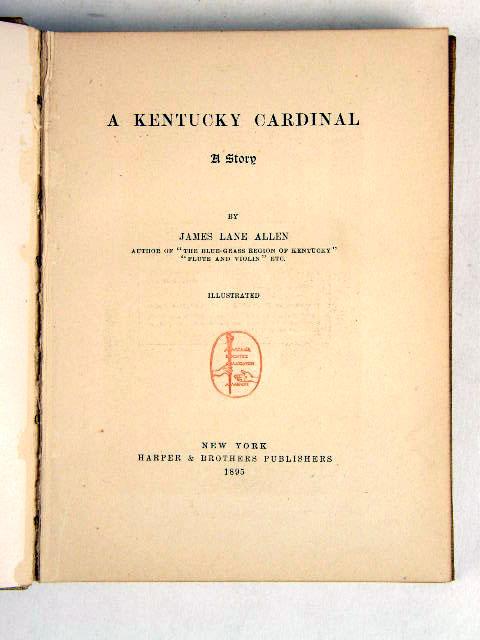 A KENTUCKY CARDINAL
A Story
BY
JAMES LANE ALLEN
AUTHOR OF "THE BLUE-GRASS REGION OF KENTUCKY"
"FLUTE AND VIOLIN" ETC.
ILLUSTRATED
NEW YORK
HARPER & BROTHERS PUBLISHERS
1895